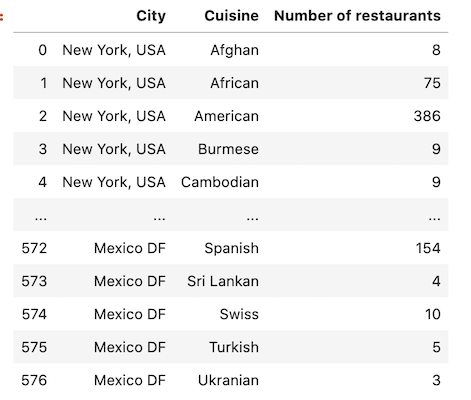 City Cuisine Number of restaurants
0 New York, USA Afghan 8
1 New York, USA African 75
2 New York, USA American 386
3 New York, USA Burmese 9
4 New York, USA Cambodian 9
... ... ... ...
572 Mexico DF Spanish 154
573 Mexico DF Sri Lankan 4
574 Mexico DF Swiss 10
575 Mexico DF Turkish 5
576 Mexico DF Ukranian 3